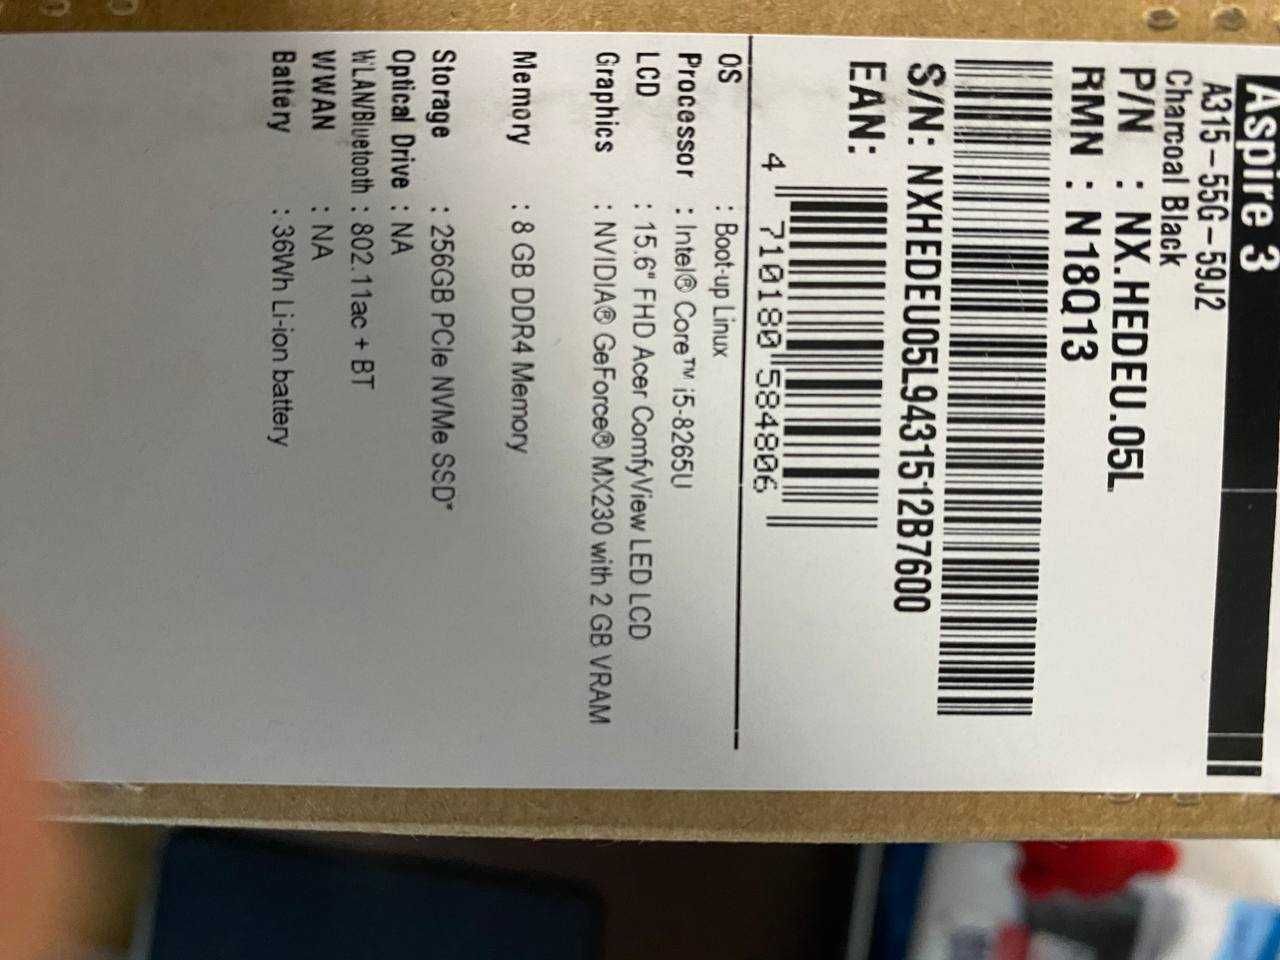 Aspire 3
A315-55G-59J2
Charcoal Black
P/N : NX.HEDEU.05L
RMN : N18Q13
S/N: NXHEDEU05L9431512B7600
EAN:
4 710180 584806
OS : Boot-up Linux
Processor : Intel® Core™ i5-8265U
LCD : 15.6" FHD Acer ComfyView LED LCD
Graphics : NVIDIA® GeForce® MX230 with 2 GB VRAM
Memory : 8 GB DDR4 Memory
Storage : 256GB PCIe NVMe SSD*
Optical Drive : NA
WLAN/Bluetooth : 802.11ac + BT
WWAN : NA
Battery : 36Wh Li-ion battery